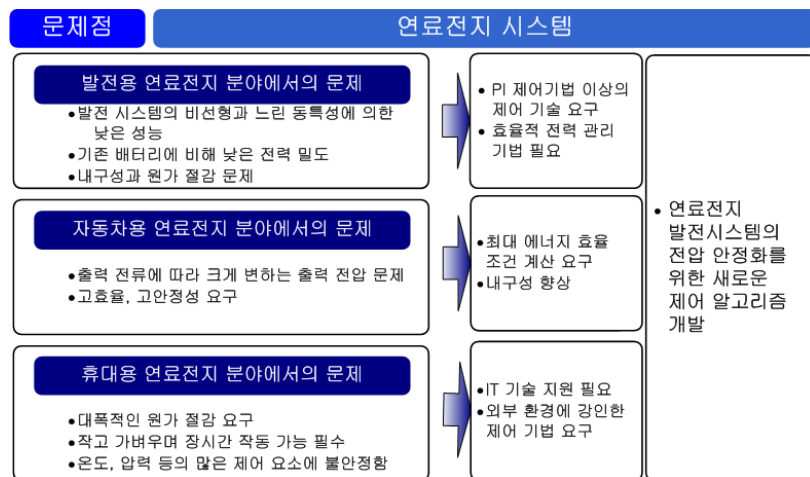 문제점
연료전지 시스템
발전용 연료전지 분야에서의 문제
•발전 시스템의 비선형과 느린 동특성에 의한
낮은 성능
•기존 배터리에 비해 낮은 전력 밀도
•내구성과 원가 절감 문제
• PI 제어기법 이상의
제어 기술 요구
• 효율적 전력 관리
기법 필요
자동차용 연료전지 분야에서의 문제
•출력 전류에 따라 크게 변하는 출력 전압 문제
•고효율, 고안정성 요구
•최대 에너지 효율
조건 계산 요구
•내구성 향상
휴대용 연료전지 분야에서의 문제
•대폭적인 원가 절감 요구
•작고 가벼우며 장시간 작동 가능 필수
•온도, 압력 등의 많은 제어 요소에 불안정함
•IT 기술 지원 필요
•외부 환경에 강인한
제어 기법 요구
• 연료전지
발전시스템의
전압 안정화를
위한 새로운
제어 알고리즘
개발